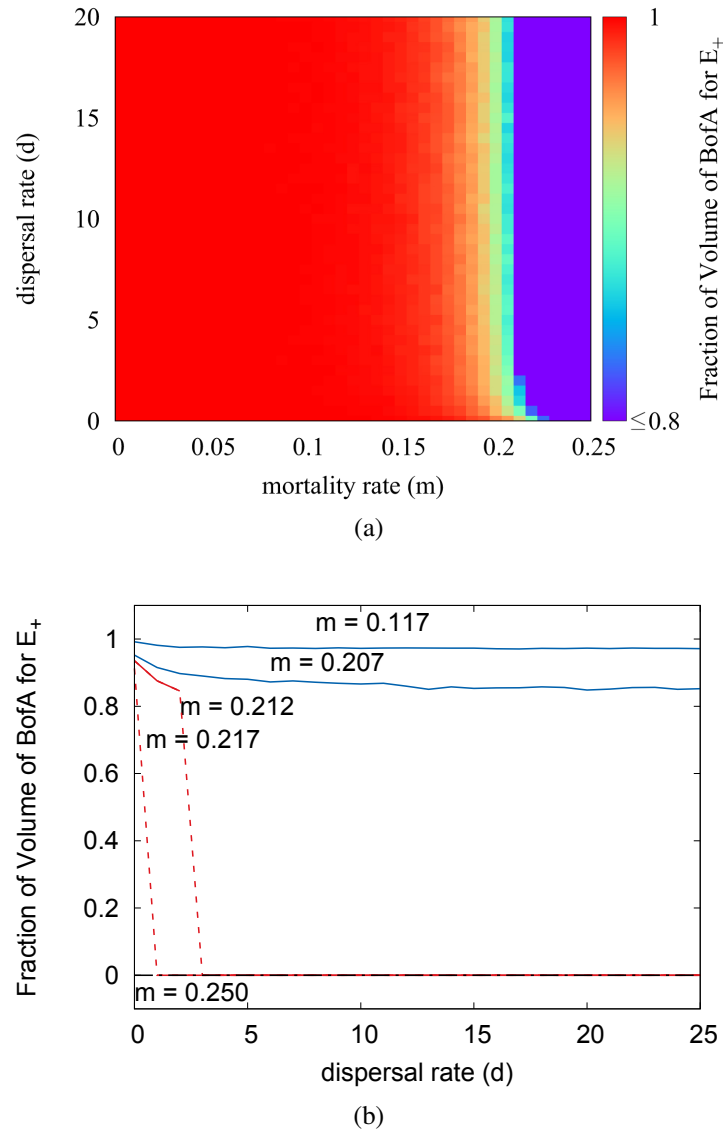 20
15
10
5
0
dispersal rate (d)
0 0.05 0.1 0.15 0.2 0.25
mortality rate (m)
1
≤0.8
Fraction of Volume of BofA for E+
(a)
Fraction of Volume of BofA for E+
1
0.8
0.6
0.4
0.2
0
m = 0.117
m = 0.207
m = 0.212
m = 0.217
m = 0.250
0 5 10 15 20 25
dispersal rate (d)
(b)